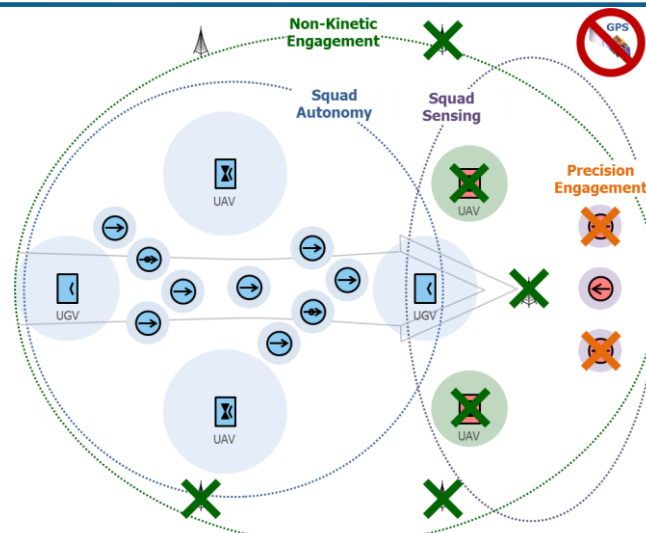 Non-Kinetic
Engagement
GPS
Squad
Autonomy
Squad
Sensing
Precision
Engagement
UAV
UAV
UGV
UGV
UAV
UAV